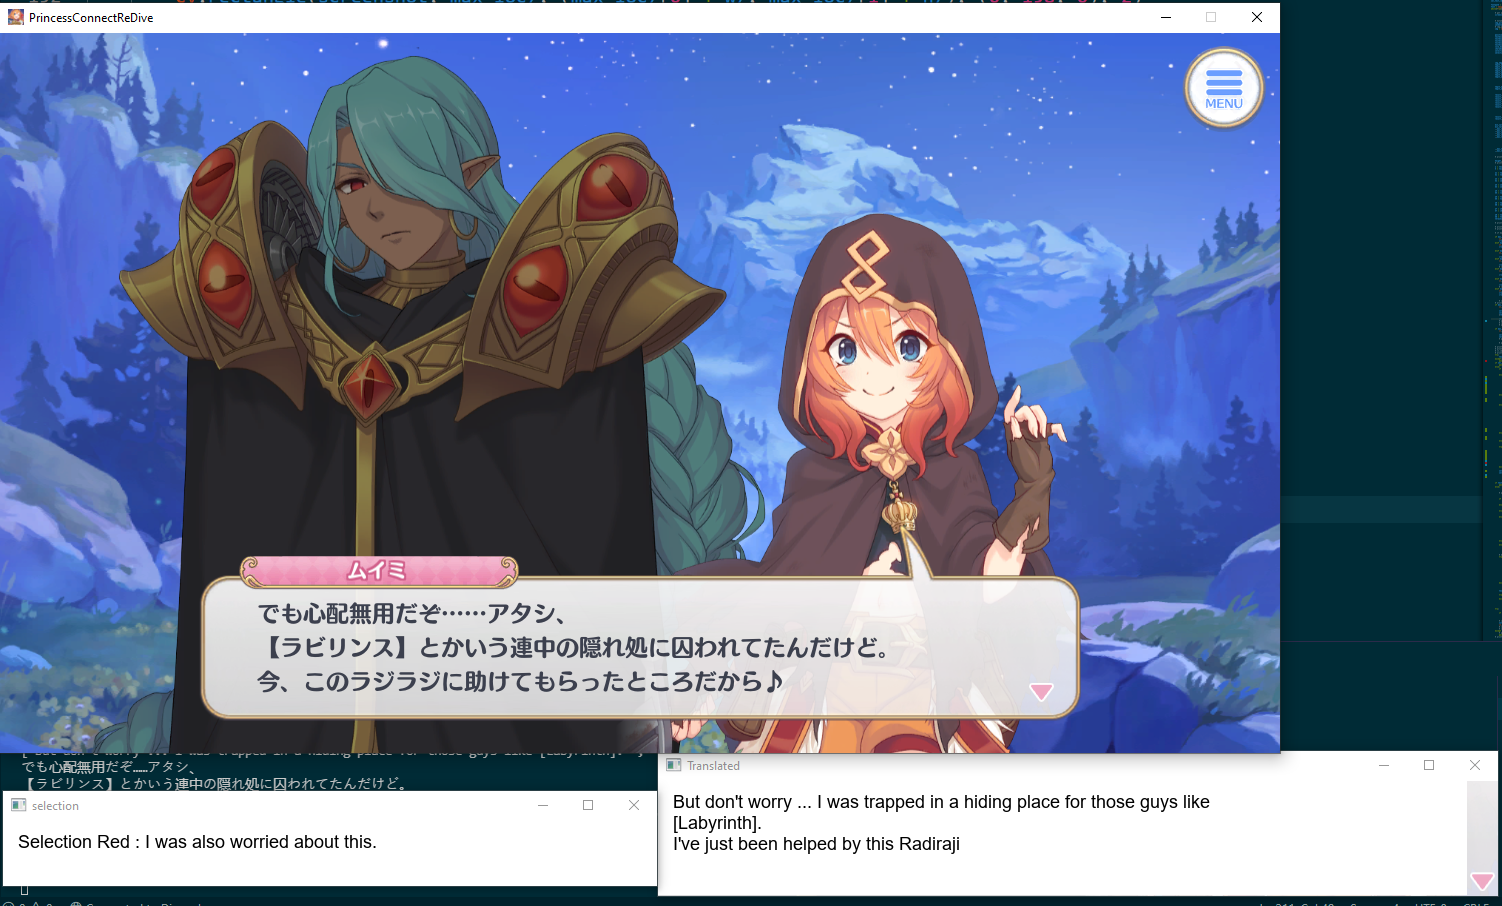 PrincessConnectReDive
MENU
ムイミ
でも心配無用だぞ……アタシ、
【ラビリンス】とかいう連中の隠れ処に囚われてたんだけど。
今、このラジラジに助けてもらったところだから♪
でも心配無用だぞ……アタシ、
【ラビリンス】とかいう連中の隠れ処に囚われてたんだけど。
selection
Selection Red : I was also worried about this.
Translated
But don't worry ... I was trapped in a hiding place for those guys like
[Labyrinth].
I've just been helped by this Radiraji